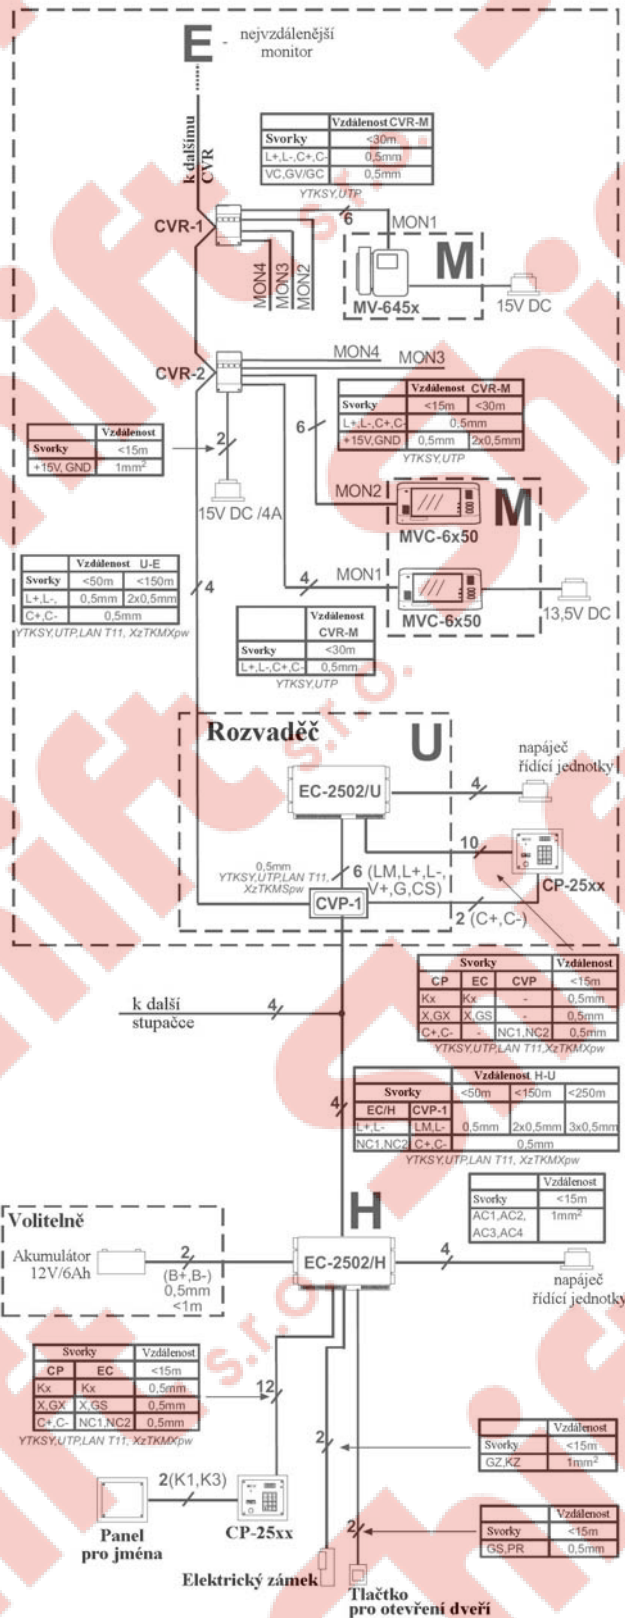 E - nejvzdálenější
monitor
k dalšímu
CVR
Vzdálenost CVR-M
Svorky <30m
L+,L-,C+,C- 0,5mm
VC,GV/GC 0,5mm
YTKSY,UTP
CVR-1
6
MON1
MON4
MON3
MON2
M
MV-645x
15V DC
CVR-2
MON4 MON3
Vzdálenost CVR-M
Svorky <15m <30m
L+,L-,C+,C- 0,5mm
+15V,GND 0,5mm 2x0,5mm
YTKSY,UTP
6
Vzdálenost
Svorky <15m
+15V, GND 1mm²
2
15V DC /4A
MON2
M
MVC-6x50
MON1
4
MVC-6x50
13,5V DC
Vzdálenost U-E
Svorky <50m <150m
L+,L-, 0,5mm 2x0,5mm
C+,C- 0,5mm
YTKSY,UTP,LAN T11, XzTKMXpw
4
Vzdálenost
CVR-M
Svorky <30m
L+,L-,C+,C- 0,5mm
YTKSY,UTP
Rozvaděč
U
EC-2502/U
4
napáječ
řídící jednotky
10
CP-25xx
0,5mm
YTKSY,UTP,LAN T11,
XzTKMSpw
6 (LM,L+,L-,
V+,G,CS)
CVP-1
2 (C+,C-)
Svorky Vzdálenost
CP EC CVP <15m
Kx Kx - 0,5mm
X,GX X,GS - 0,5mm
C+,C- - NC1,NC2 0,5mm
YTKSY,UTP,LAN T11,XzTKMXpw
k další
stupačce
4
4
Vzdálenost H-U
Svorky <50m <150m <250m
EC/H CVP-1
L+,L- LM,L- 0,5mm 2x0,5mm 3x0,5mm
NC1,NC2 C+,C- 0,5mm
YTKSY,UTP,LAN T11, XzTKMXpw
Vzdálenost
Svorky <15m
AC1,AC2, 1mm²
AC3,AC4
H
Volitelně
Akumulátor
12V/6Ah
2
(B+,B-)
0,5mm
<1m
EC-2502/H
4
napáječ
řídící jednotky
Svorky Vzdálenost
CP EC <15m
Kx Kx 0,5mm
X,GX X,GS 0,5mm
C+,C- NC1,NC2 0,5mm
YTKSY,UTP,LAN T11, XzTKMXpw
12
2
Vzdálenost
Svorky <15m
GZ,KZ 1mm²
2(K1,K3)
Panel
pro jména
CP-25xx
2
Vzdálenost
Svorky <15m
GS,PR 0,5mm
Elektrický zámek
Tlačtko
pro otevření dveří
Shift
s.r.o.